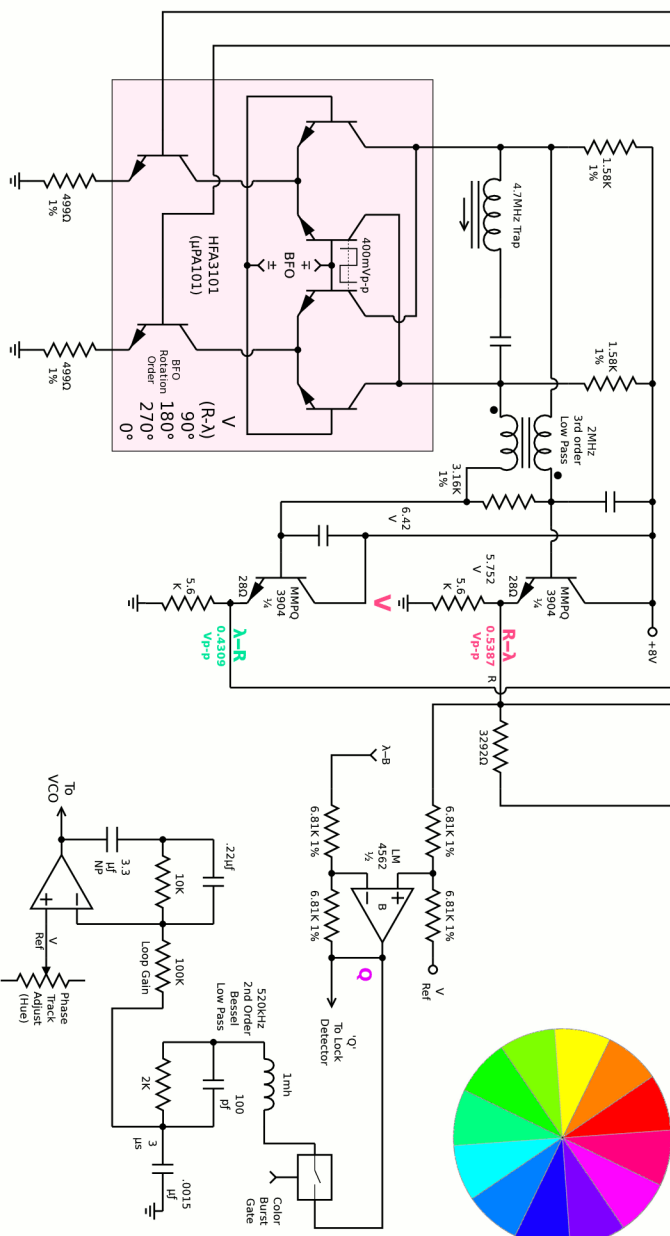 1.58K
1%
4.7MHz Trap
400mVp-p
BFO
±
∓
HFA3101
(µPA101)
499Ω
1%
1.58K
1%
BFO
Rotation
Order
V
(R-λ)
90°
180°
270°
0°
499Ω
1%
2MHz
3rd order
Low Pass
3.16K
1%
6.42
V
5.752
V
28Ω
MMPQ
3904
¼
5.6
K
28Ω
MMPQ
3904
¼
5.6
K
+8V
V
R–λ
0.5387
Vp-p
λ–R
0.4309
Vp-p
R
3292Ω
λ–B
6.81K 1%
6.81K 1%
LM
4562
½
+
–
B
6.81K 1%
6.81K 1%
V
Ref
Q
'Q'
To Lock
Detector
To
VCO
3.3
µf
NP
10K
.22µf
+
–
V
Ref
100K
Loop Gain
Phase
Track
Adjust
(Hue)
520kHz
2nd Order
Bessel
Low Pass
1mh
100
pf
2K
3
µs
.0015
µf
Color
Burst
Gate